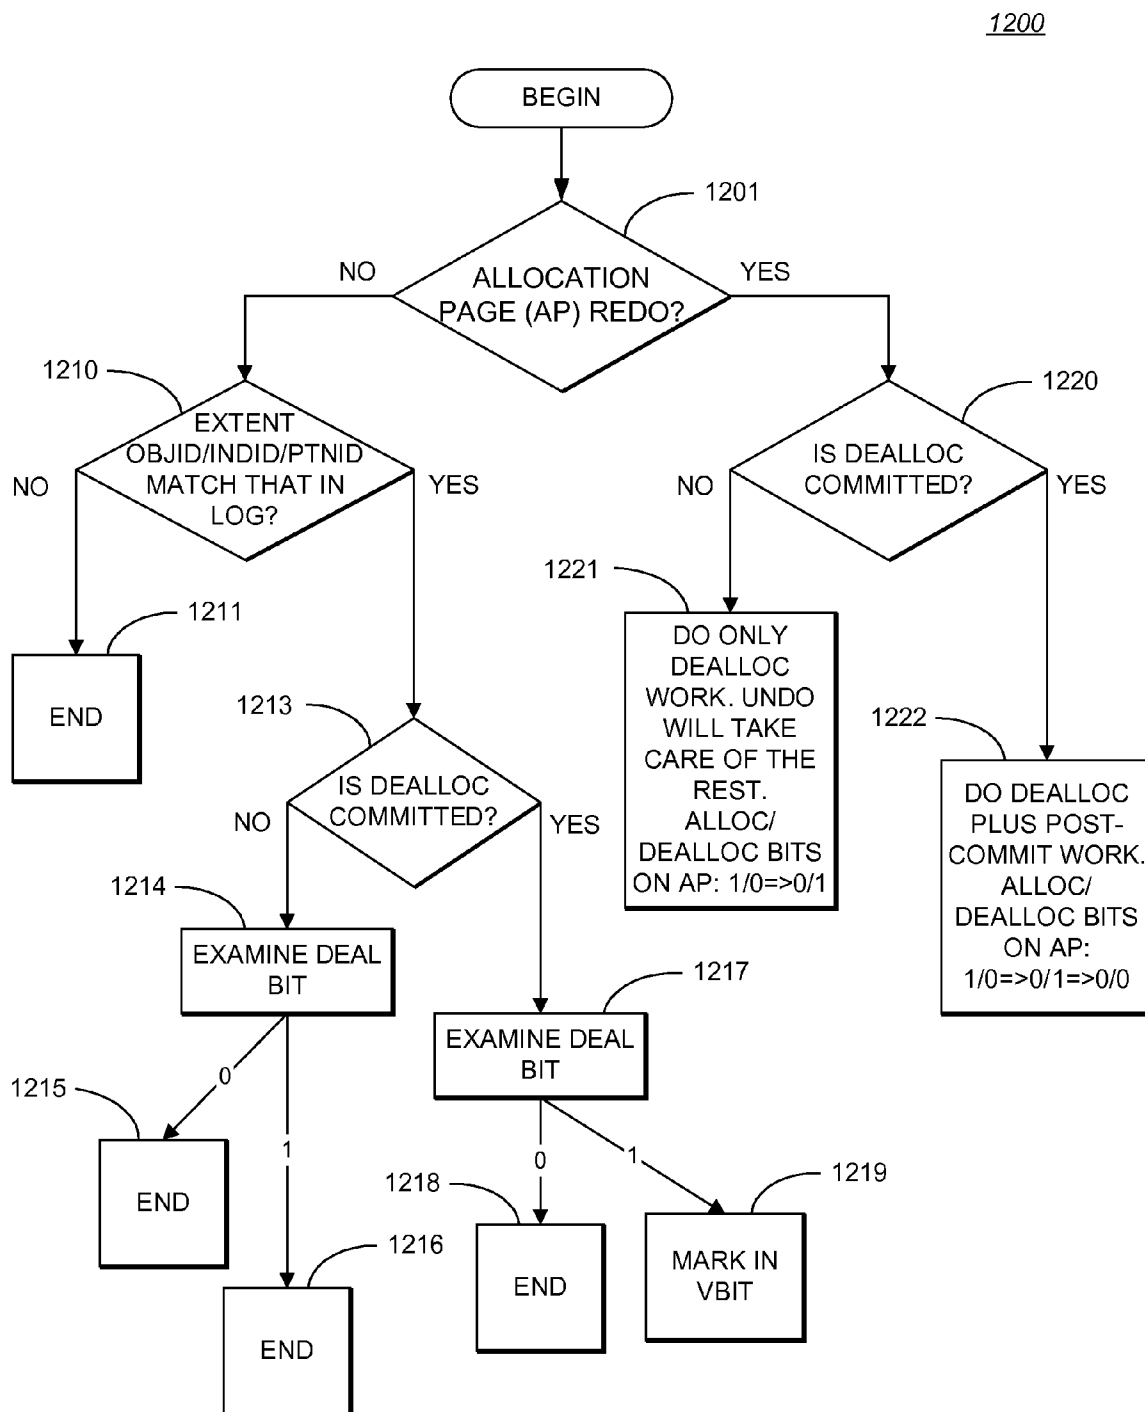 1200
BEGIN
1201
ALLOCATION
PAGE (AP) REDO?
NO
YES
1210
EXTENT
OBJID/INDID/PTNID
MATCH THAT IN
LOG?
NO
YES
1220
IS DEALLOC
COMMITTED?
NO
YES
1211
END
1221
DO ONLY
DEALLOC
WORK. UNDO
WILL TAKE
CARE OF THE
REST.
ALLOC/
DEALLOC BITS
ON AP: 1/0=>0/1
1222
DO DEALLOC
PLUS POST-
COMMIT WORK.
ALLOC/
DEALLOC BITS
ON AP:
1/0=>0/1=>0/0
1213
IS DEALLOC
COMMITTED?
NO
YES
1214
EXAMINE DEAL
BIT
1217
EXAMINE DEAL
BIT
0
1
1215
END
1216
END
0
1
1218
END
1219
MARK IN
VBIT